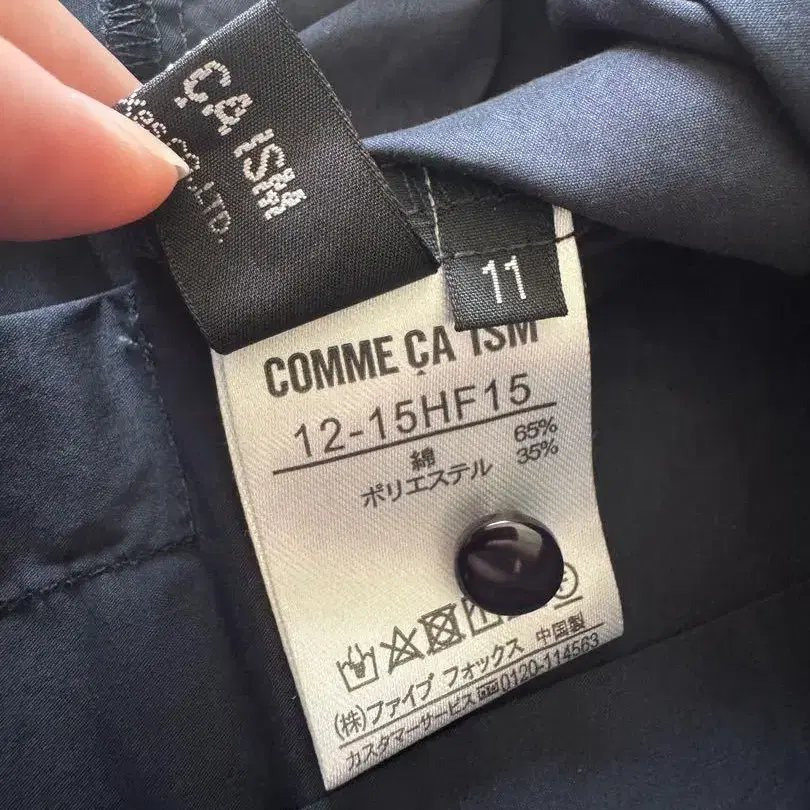 ÇA ISM
CO.,LTD.
11
COMME ÇA ISM
12-15HF15
綿 65%
ポリエステル 35%
(株)ファイブ フォックス 中国製
カスタマーサービス 0120-114563